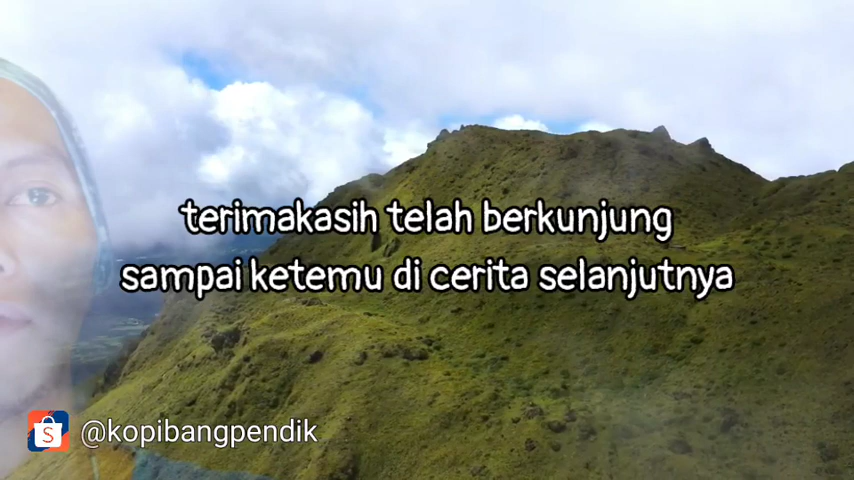 terimakasih telah berkunjung
sampai ketemu di cerita selanjutnya
@kopibangpendik